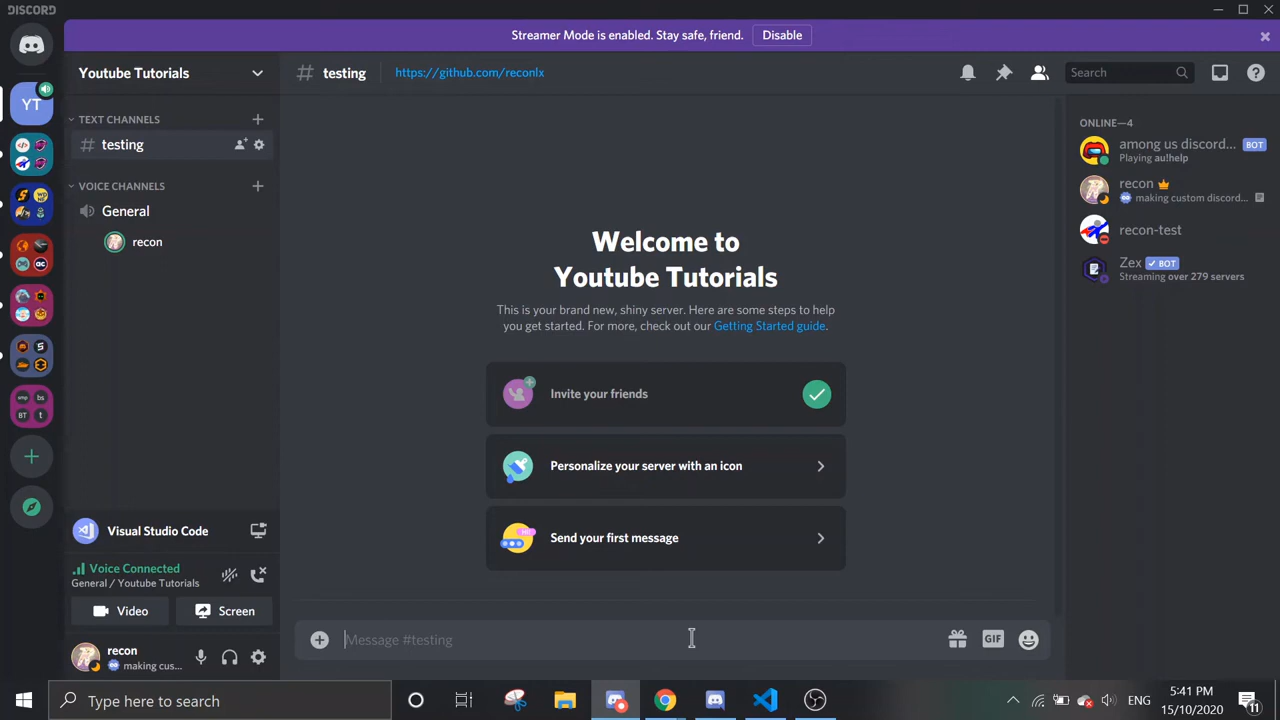 DISCORD
Streamer Mode is enabled. Stay safe, friend.
Disable
YT
Youtube Tutorials
testing
https://github.com/reconlx
Search
TEXT CHANNELS
testing
VOICE CHANNELS
General
recon
Welcome to
Youtube Tutorials
This is your brand new, shiny server. Here are some steps to help
you get started. For more, check out our Getting Started guide.
Invite your friends
Personalize your server with an icon
Send your first message
ONLINE—4
among us discord... BOT
Playing au!help
recon
making custom discord...
recon-test
Zex BOT
Streaming over 279 servers
wmp bs
BT t
Visual Studio Code
Voice Connected
General / Youtube Tutorials
Video
Screen
recon
making cus...
Message #testing
GIF
Type here to search
ENG
5:41 PM
15/10/2020
11